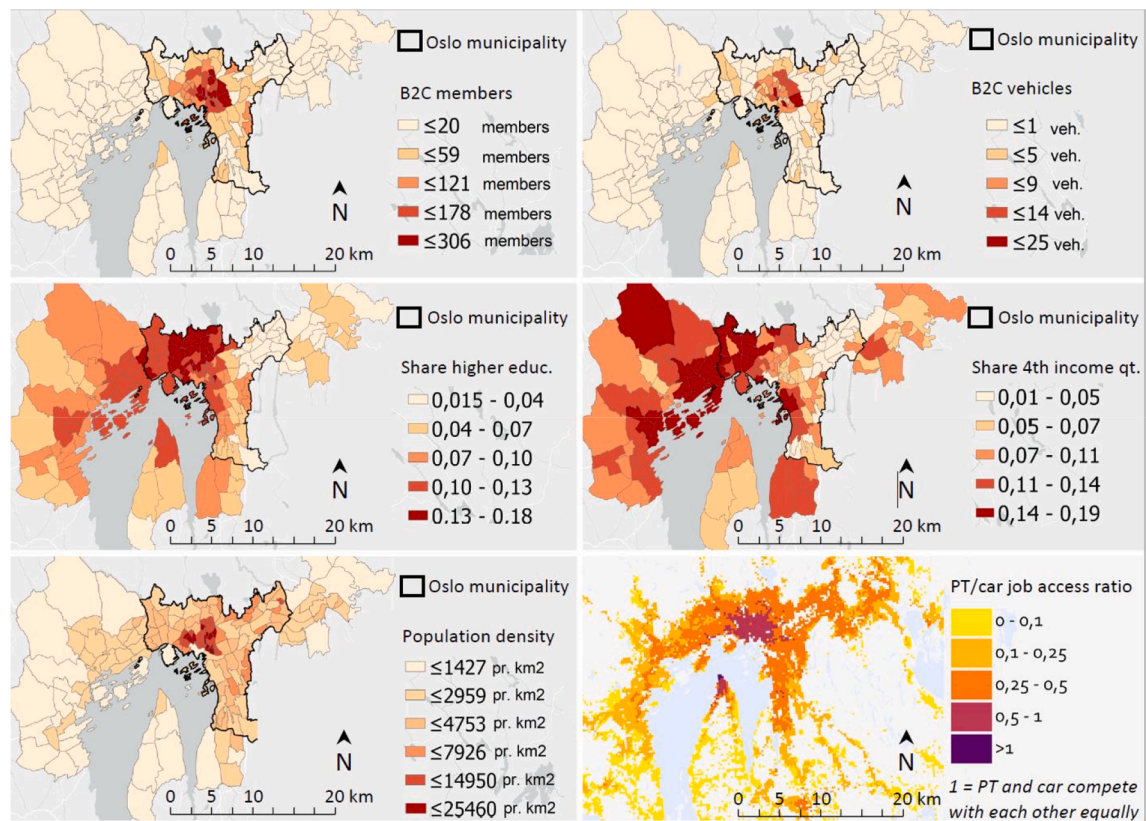 Oslo municipality
B2C members
≤20 members
≤59 members
≤121 members
≤178 members
≤306 members
N
0 5 10 20 km
Oslo municipality
B2C vehicles
≤1 veh.
≤5 veh.
≤9 veh.
≤14 veh.
≤25 veh.
N
0 5 10 20 km
Oslo municipality
Share higher educ.
0,015 - 0,04
0,04 - 0,07
0,07 - 0,10
0,10 - 0,13
0.13 - 0.18
N
0 5 10 20 km
Oslo municipality
Share 4th income qt.
0,01 - 0,05
0,05 - 0,07
0,07 - 0,11
0,11 - 0,14
0,14 - 0,19
N
0 5 10 20 km
Oslo municipality
Population density
≤1427 pr. km2
≤2959 pr. km2
≤4753 pr. km2
≤7926 pr. km2
≤14950 pr. km2
≤25460 pr. km2
N
0 5 10 20 km
PT/car job access ratio
0 - 0,1
0,1 - 0,25
0,25 - 0,5
0,5 - 1
>1
N
0 5 10 20 km
1 = PT and car compete
with each other equally